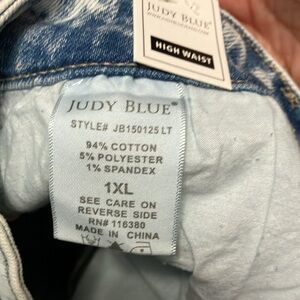 JUDY BLUE
HIGH WAIST
JUDY BLUE®
STYLE# JB150125 LT
94% COTTON
5% POLYESTER
1% SPANDEX
1XL
SEE CARE ON
REVERSE SIDE
RN# 116380
MADE IN CHINA